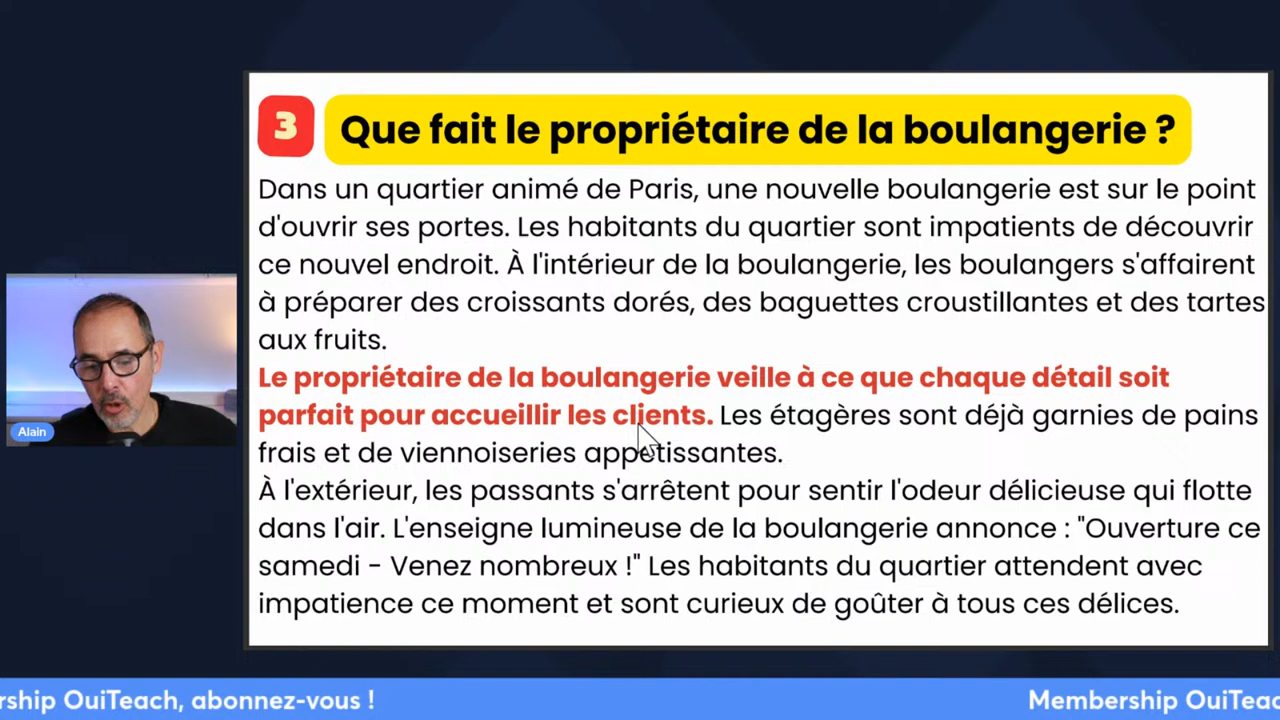 3
Que fait le propriétaire de la boulangerie ?
Dans un quartier animé de Paris, une nouvelle boulangerie est sur le point
d'ouvrir ses portes. Les habitants du quartier sont impatients de découvrir
ce nouvel endroit. À l'intérieur de la boulangerie, les boulangers s'affairent
à préparer des croissants dorés, des baguettes croustillantes et des tartes
aux fruits.
Le propriétaire de la boulangerie veille à ce que chaque détail soit
parfait pour accueillir les clients. Les étagères sont déjà garnies de pains
frais et de viennoiseries appétissantes.
À l'extérieur, les passants s'arrêtent pour sentir l'odeur délicieuse qui flotte
dans l'air. L'enseigne lumineuse de la boulangerie annonce : "Ouverture ce
samedi - Venez nombreux !" Les habitants du quartier attendent avec
impatience ce moment et sont curieux de goûter à tous ces délices.
Alain
rship OuiTeach, abonnez-vous !
Membership OuiTeac